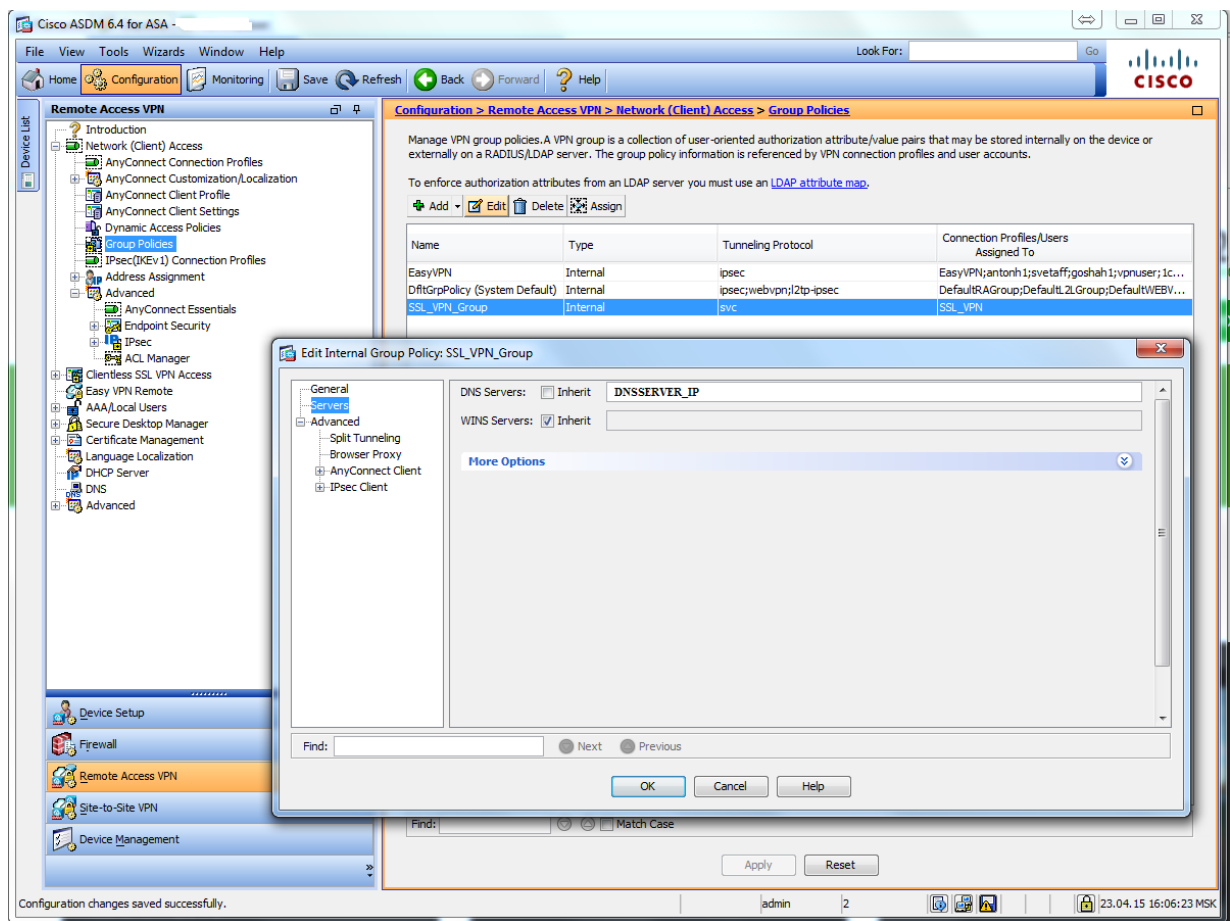 Cisco ASDM 6.4 for ASA -
File View Tools Wizards Window Help
Look For: Go
Home Configuration Monitoring Save Refresh Back Forward Help
CISCO
Device List
Remote Access VPN
Introduction
Network (Client) Access
AnyConnect Connection Profiles
AnyConnect Customization/Localization
AnyConnect Client Profile
AnyConnect Client Settings
Dynamic Access Policies
Group Policies
IPsec(IKEv1) Connection Profiles
Address Assignment
Advanced
AnyConnect Essentials
Endpoint Security
IPsec
ACL Manager
Clientless SSL VPN Access
Easy VPN Remote
AAA/Local Users
Secure Desktop Manager
Certificate Management
Language Localization
DHCP Server
DNS
Advanced
Device Setup
Firewall
Remote Access VPN
Site-to-Site VPN
Device Management
Configuration > Remote Access VPN > Network (Client) Access > Group Policies
Manage VPN group policies.A VPN group is a collection of user-oriented authorization attribute/value pairs that may be stored internally on the device or
externally on a RADIUS/LDAP server. The group policy information is referenced by VPN connection profiles and user accounts.
To enforce authorization attributes from an LDAP server you must use an LDAP attribute map.
Add Edit Delete Assign
Name Type Tunneling Protocol Connection Profiles/Users Assigned To
EasyVPN Internal ipsec EasyVPN;antonh1;svetaff;goshah1;vpnuser;1c...
DfltGrpPolicy (System Default) Internal ipsec;webvpn;l2tp-ipsec DefaultRAGroup;DefaultL2LGroup;DefaultWEBV...
SSL_VPN_Group Internal svc SSL_VPN
Edit Internal Group Policy: SSL_VPN_Group
General
Servers
Advanced
Split Tunneling
Browser Proxy
AnyConnect Client
IPsec Client
DNS Servers: Inherit DNSSERVER_IP
WINS Servers: Inherit
More Options
Find: Next Previous
OK Cancel Help
Find: Match Case
Apply Reset
Configuration changes saved successfully.
admin 2 23.04.15 16:06:23 MSK